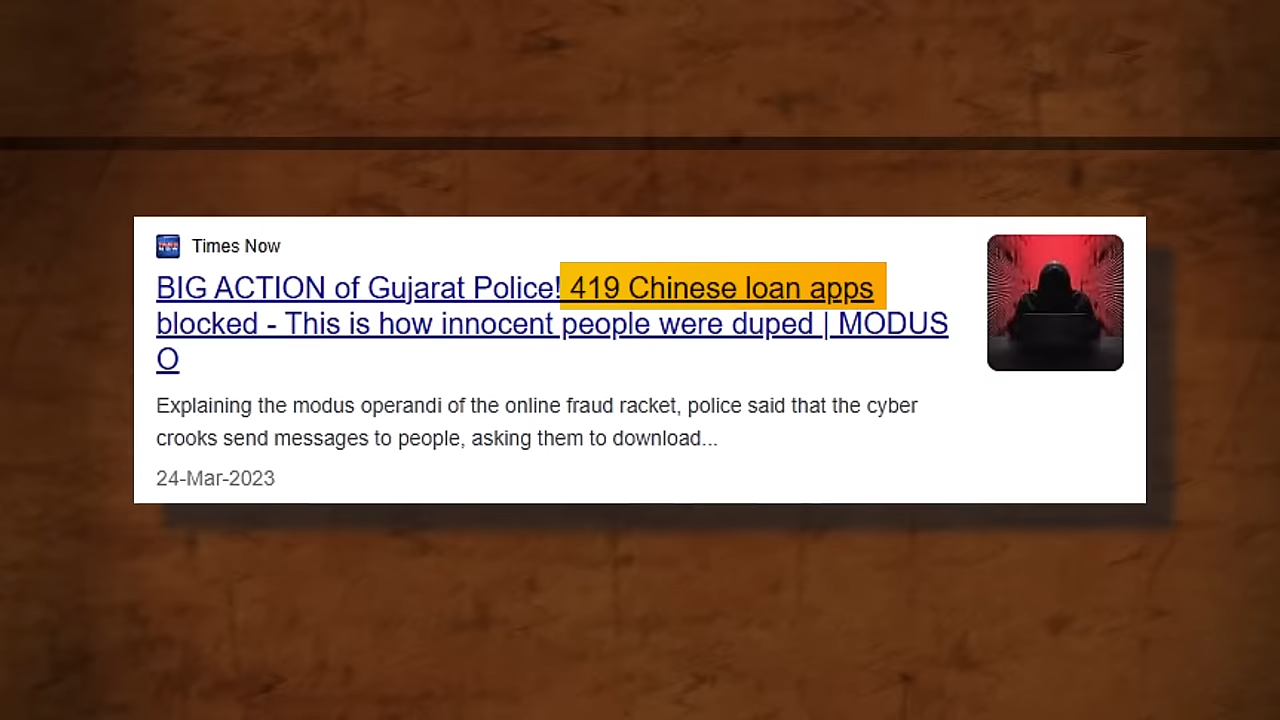 Times Now
BIG ACTION of Gujarat Police! 419 Chinese loan apps
blocked - This is how innocent people were duped | MODUS
O
Explaining the modus operandi of the online fraud racket, police said that the cyber
crooks send messages to people, asking them to download...
24-Mar-2023